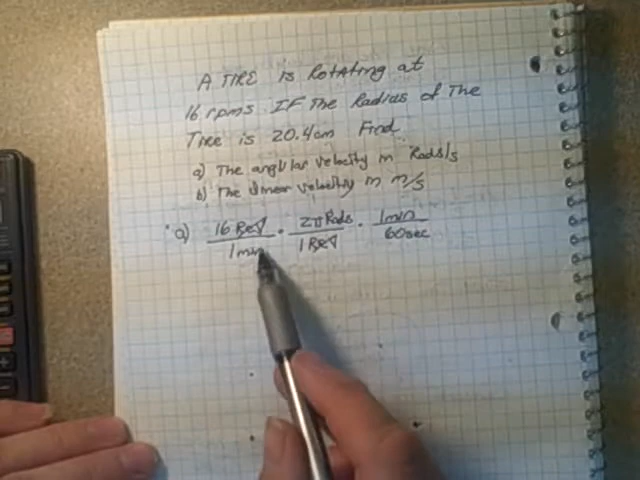 A TIRE is Rotating at
16 rpms. IF The Radius of The
Tire is 20.4cm Find
a) The angular velocity in Rads/s
b) The linear velocity in m/s
a) 16 Rev / 1 min · 2π Rads / 1 Rev · 1 min / 60 sec